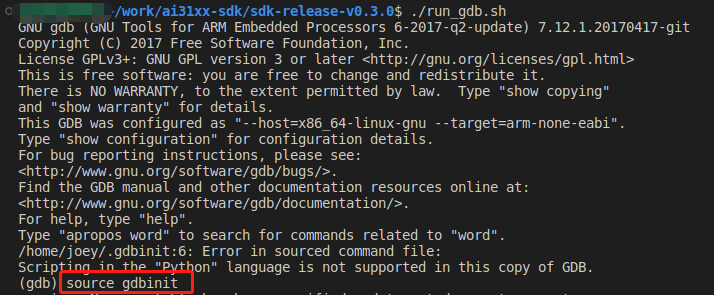 /work/ai31xx-sdk/sdk-release-v0.3.0$ ./run_gdb.sh
GNU gdb (GNU Tools for ARM Embedded Processors 6-2017-q2-update) 7.12.1.20170417-git
Copyright (C) 2017 Free Software Foundation, Inc.
License GPLv3+: GNU GPL version 3 or later <http://gnu.org/licenses/gpl.html>
This is free software: you are free to change and redistribute it.
There is NO WARRANTY, to the extent permitted by law.  Type "show copying"
and "show warranty" for details.
This GDB was configured as "--host=x86_64-linux-gnu --target=arm-none-eabi".
Type "show configuration" for configuration details.
For bug reporting instructions, please see:
<http://www.gnu.org/software/gdb/bugs/>.
Find the GDB manual and other documentation resources online at:
<http://www.gnu.org/software/gdb/documentation/>.
For help, type "help".
Type "apropos word" to search for commands related to "word".
/home/joey/.gdbinit:6: Error in sourced command file:
Scripting in the "Python" language is not supported in this copy of GDB.
(gdb) source gdbinit